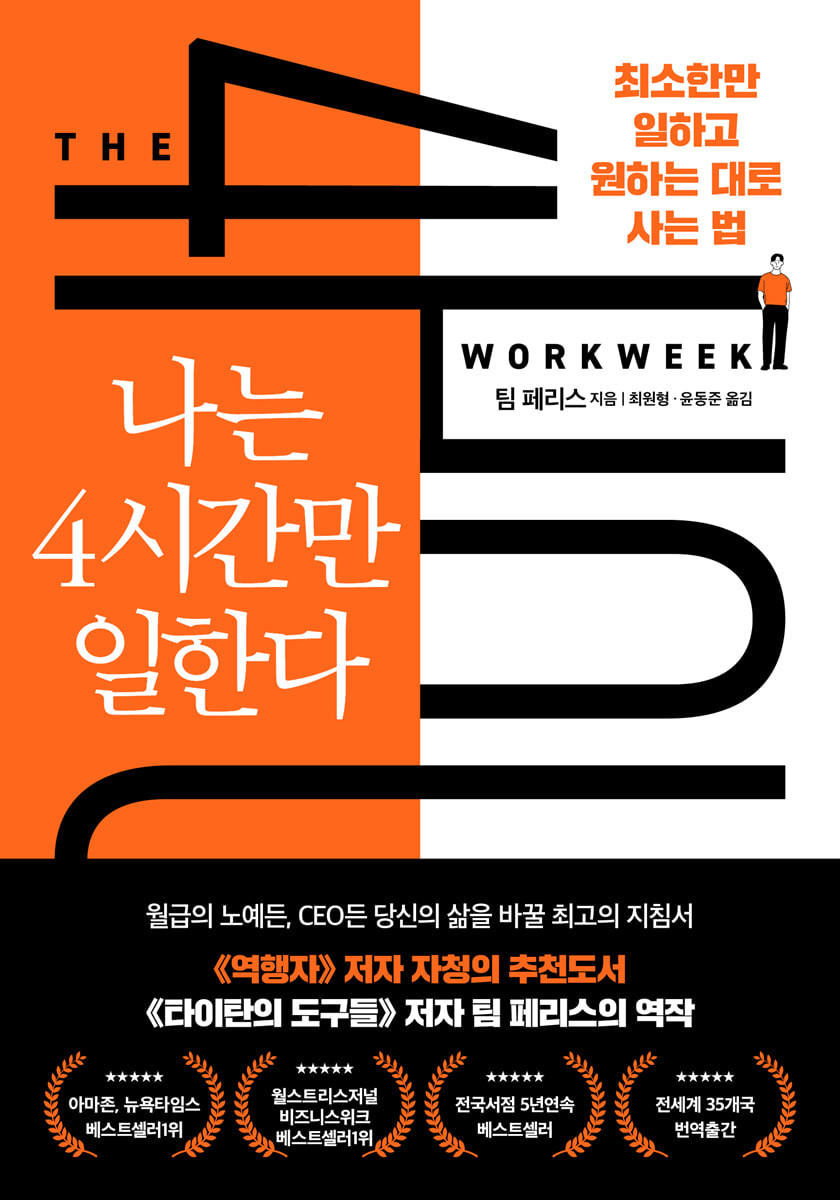 THE
4
HOUR
WORKWEEK
최소한만
일하고
원하는 대로
사는 법
팀 페리스 지음 | 최원형 · 윤동준 옮김
나는
4시간만
일한다
월급의 노예든, CEO든 당신의 삶을 바꿀 최고의 지침서
《역행자》 저자 자청의 추천도서
《타이탄의 도구들》 저자 팀 페리스의 역작
★★★★★
아마존, 뉴욕타임스
베스트셀러1위
★★★★★
월스트리스저널
비즈니스위크
베스트셀러1위
★★★★★
전국서점 5년연속
베스트셀러
★★★★★
전세계 35개국
번역출간